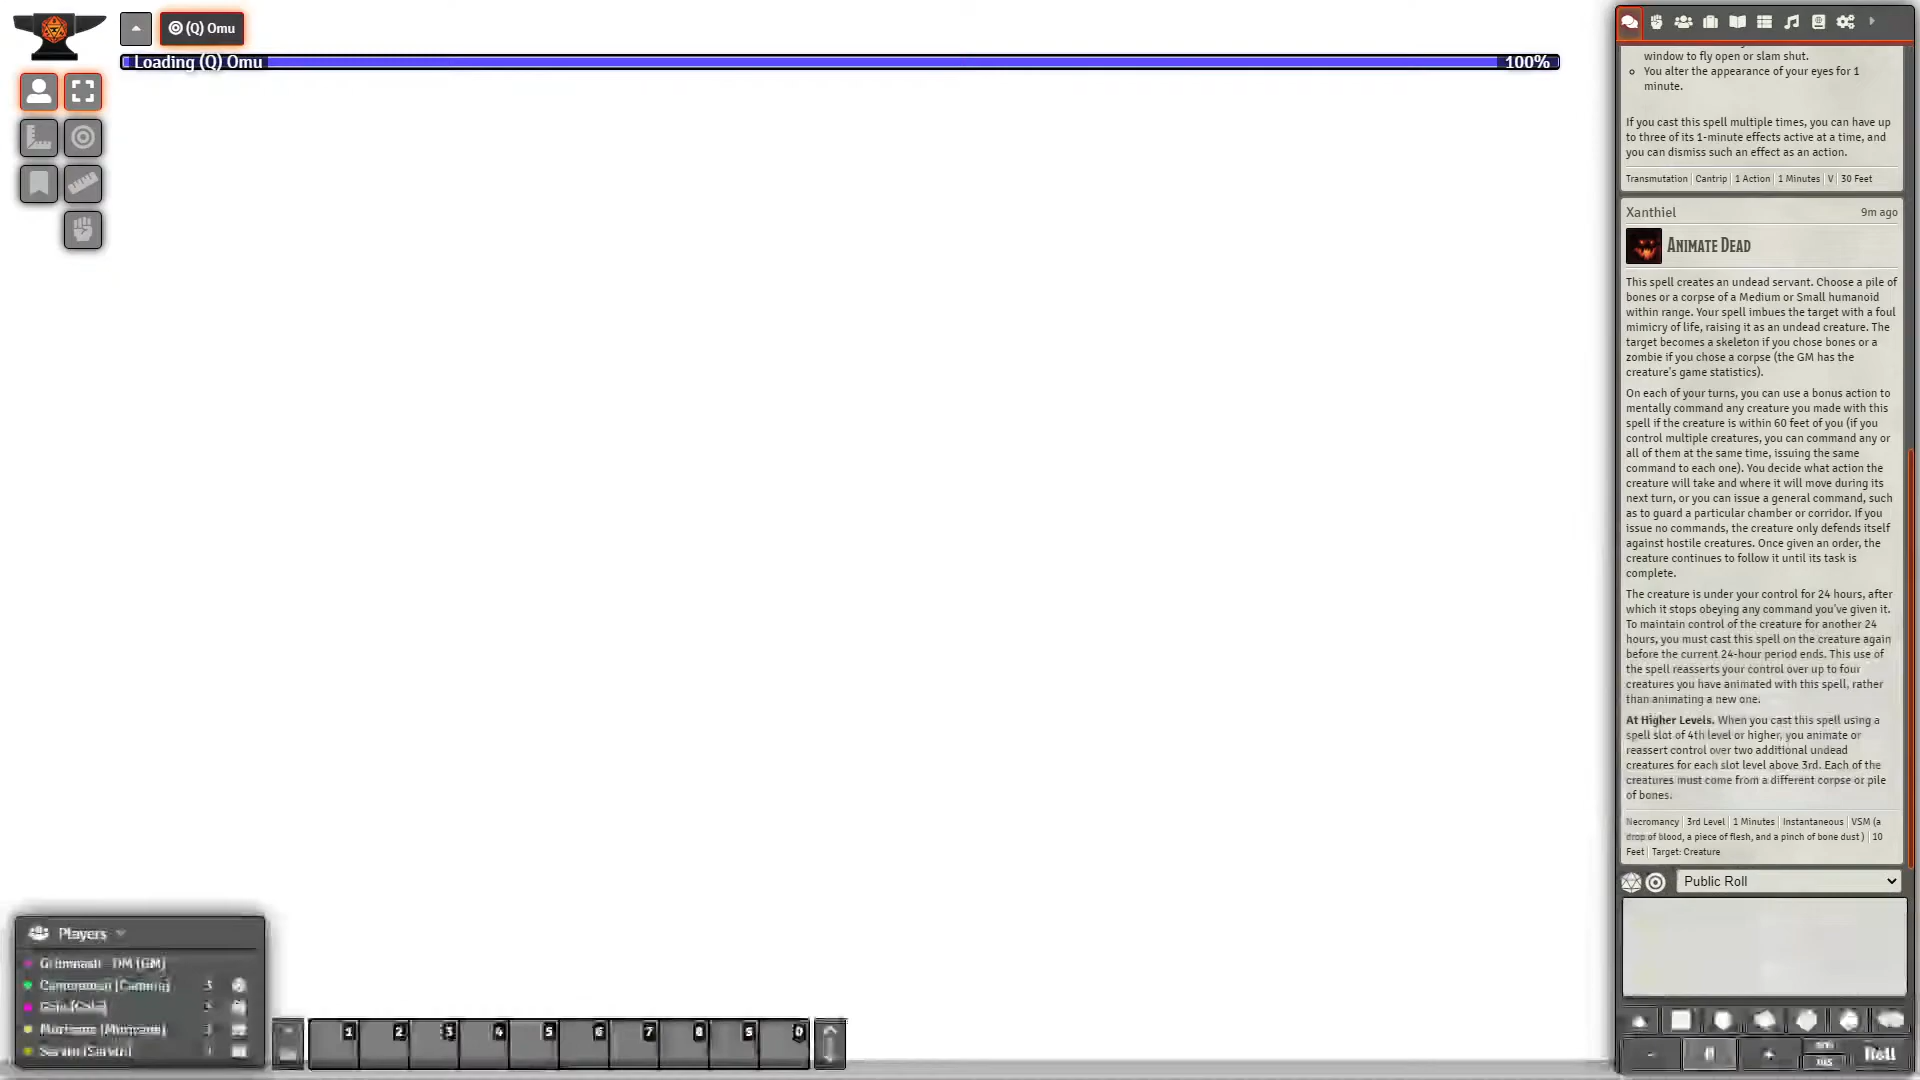 (Q) Omu
Loading (Q) Omu
100%
window to fly open or slam shut.
You alter the appearance of your eyes for 1
minute.
If you cast this spell multiple times, you can have up
to three of its 1-minute effects active at a time, and
you can dismiss such an effect as an action.
Transmutation | Cantrip | 1 Action | 1 Minutes | V | 30 Feet
Xanthiel 9m ago
Animate Dead
This spell creates an undead servant. Choose a pile of
bones or a corpse of a Medium or Small humanoid
within range. Your spell imbues the target with a foul
mimicry of life, raising it as an undead creature. The
target becomes a skeleton if you chose bones or a
zombie if you chose a corpse (the GM has the
creature's game statistics).
On each of your turns, you can use a bonus action to
mentally command any creature you made with this
spell if the creature is within 60 feet of you (if you
control multiple creatures, you can command any or
all of them at the same time, issuing the same
command to each one). You decide what action the
creature will take and where it will move during its
next turn, or you can issue a general command, such
as to guard a particular chamber or corridor. If you
issue no commands, the creature only defends itself
against hostile creatures. Once given an order, the
creature continues to follow it until its task is
complete.
The creature is under your control for 24 hours, after
which it stops obeying any command you've given it.
To maintain control of the creature for another 24
hours, you must cast this spell on the creature again
before the current 24-hour period ends. This use of
the spell reasserts your control over up to four
creatures you have animated with this spell, rather
than animating a new one.
At Higher Levels. When you cast this spell using a
spell slot of 4th level or higher, you animate or
reassert control over two additional undead
creatures for each slot level above 3rd. Each of the
creatures must come from a different corpse or pile
of bones.
Necromancy | 3rd Level | 1 Minutes | Instantaneous | VSM (a
drop of blood, a piece of flesh, and a pinch of bone dust) | 10
Feet | Target: Creature
Public Roll
Players
DM [GM]
Cameraman [Camera]
1 2 3 4 5 6 7 8 9 0
- 0 + Roll